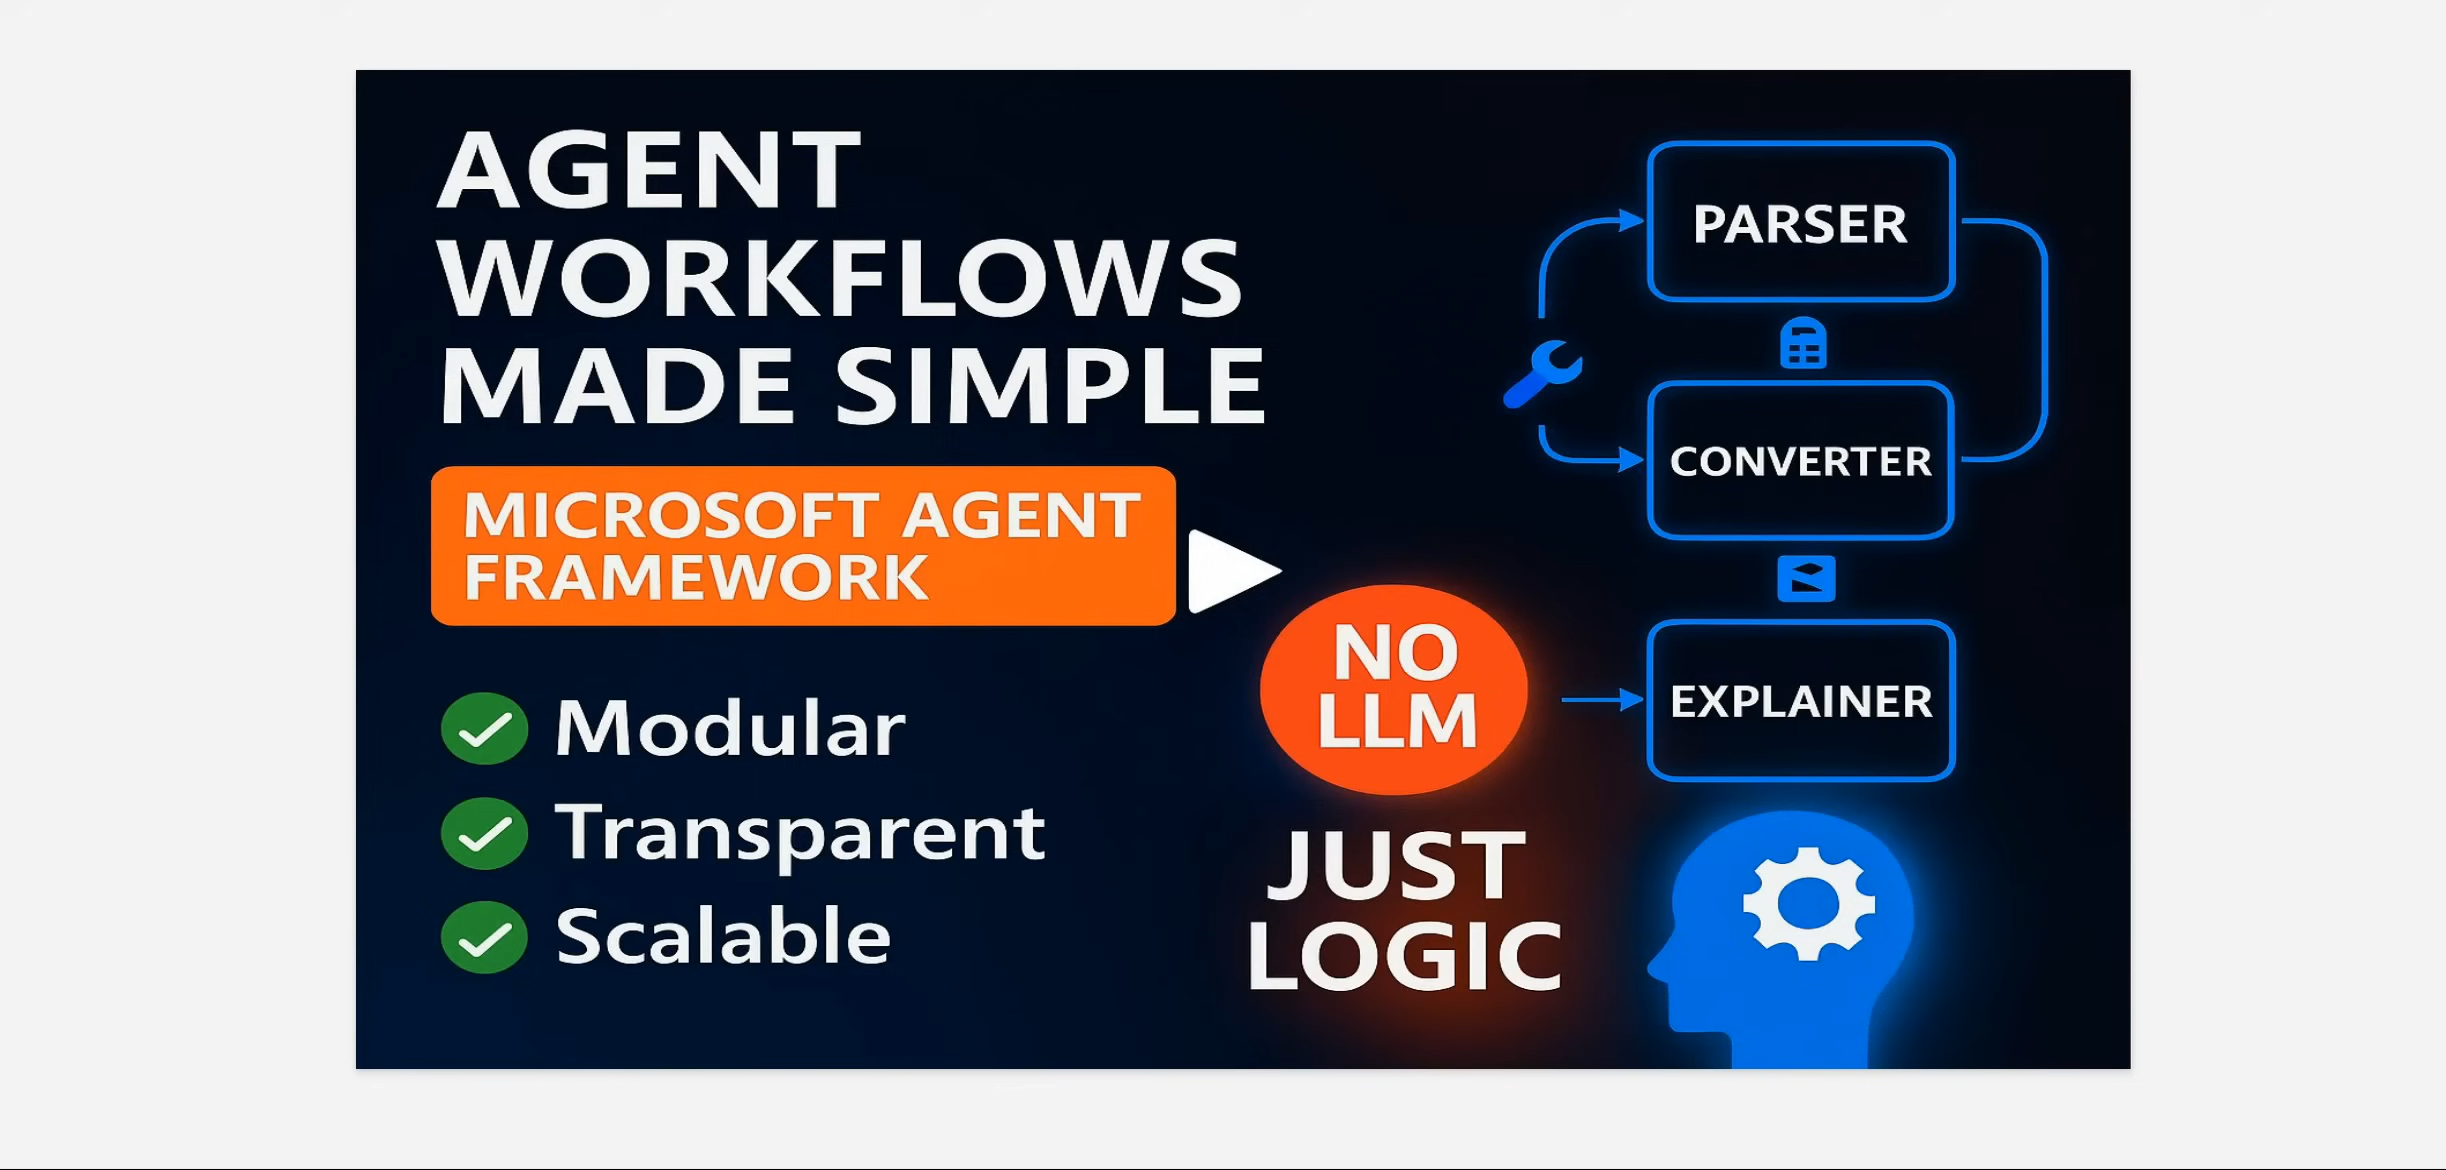 AGENT
WORKFLOWS
MADE SIMPLE
MICROSOFT AGENT
FRAMEWORK
Modular
Transparent
Scalable
NO
LLM
JUST
LOGIC
PARSER
CONVERTER
EXPLAINER